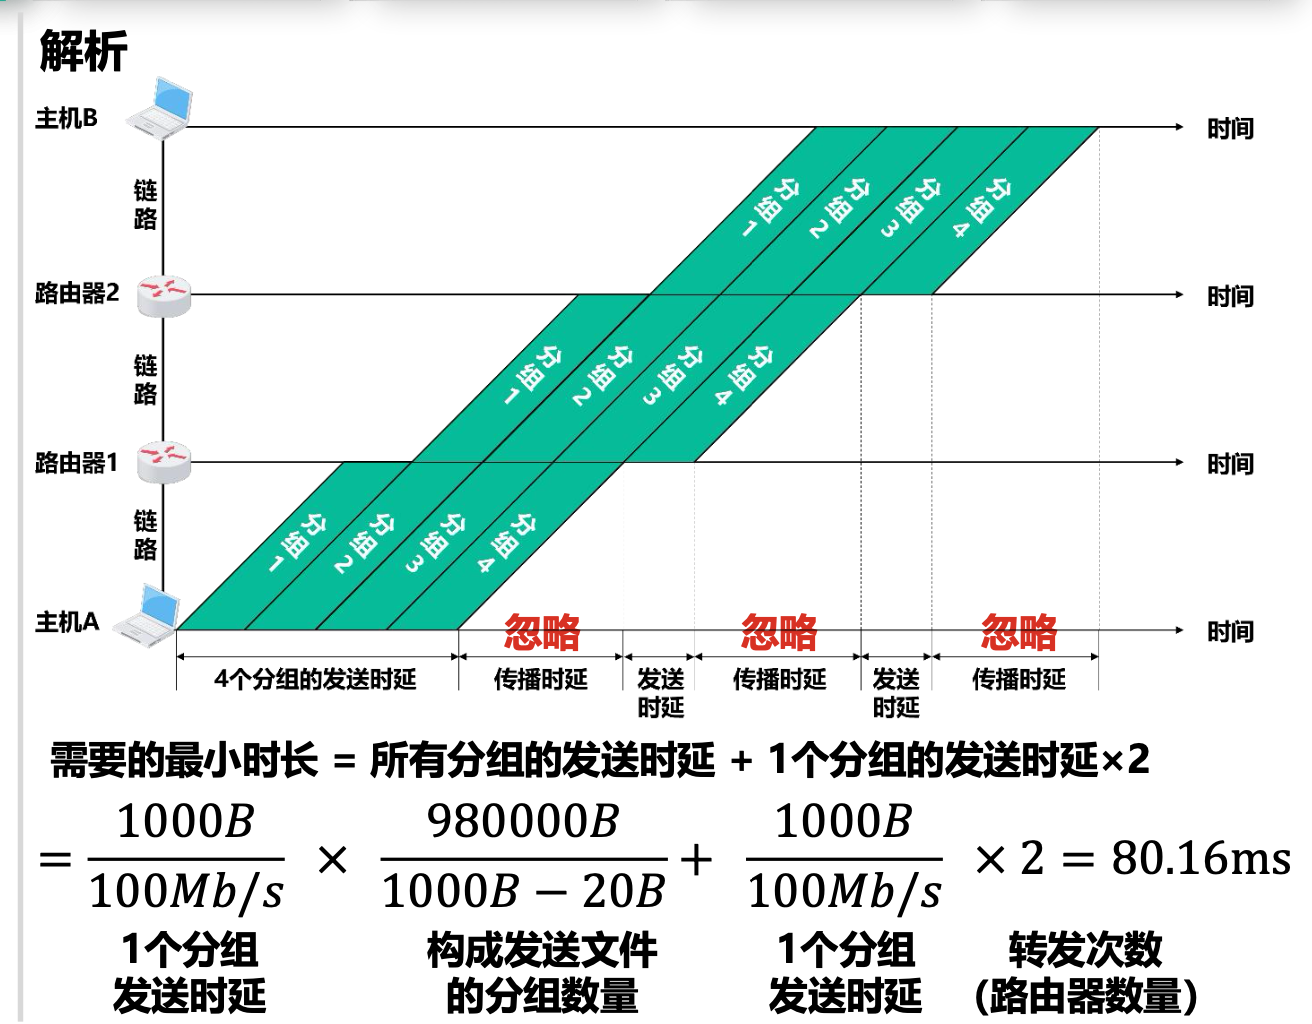 解析
主机B
时间
链路
分组1
分组2
分组3
分组4
路由器2
时间
链路
分组1
分组2
分组3
分组4
路由器1
时间
链路
分组1
分组2
分组3
分组4
主机A
忽略 忽略 忽略
时间
4个分组的发送时延 传播时延 发送时延 传播时延 发送时延 传播时延
需要的最小时长 = 所有分组的发送时延 + 1个分组的发送时延×2
= 1000B/100Mb/s × 980000B/1000B − 20B + 1000B/100Mb/s × 2 = 80.16ms
1个分组 构成发送文件 1个分组 转发次数
发送时延 的分组数量 发送时延 (路由器数量)